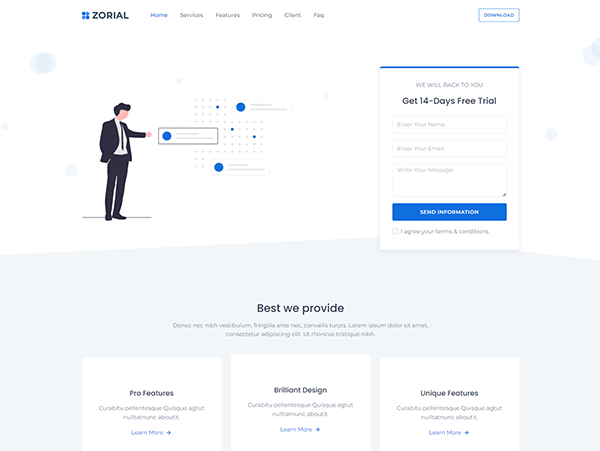 ZORIAL
Home Services Features Pricing Client Faq
DOWNLOAD
WE WILL BACK TO YOU
Get 14-Days Free Trial
Enter Your Name
Enter Your Email
Write Your Message
SEND INFORMATION
I agree your terms & conditions
Best we provide
Donec nec nibh vestibulum, fringilla ante nec, convallis turpis. Lorem ipsum dolor sit amet,
consectetur adipiscing elit. Ut rhoncus tristique nibh.
Pro Features
Curabitu pellentesque Quisque agtut
nulltatnunc aboutit.
Learn More →
Brilliant Design
Curabitu pellentesque Quisque agtut
nulltatnunc aboutit.
Learn More →
Unique Features
Curabitu pellentesque Quisque agtut
nulltatnunc aboutit.
Learn More →